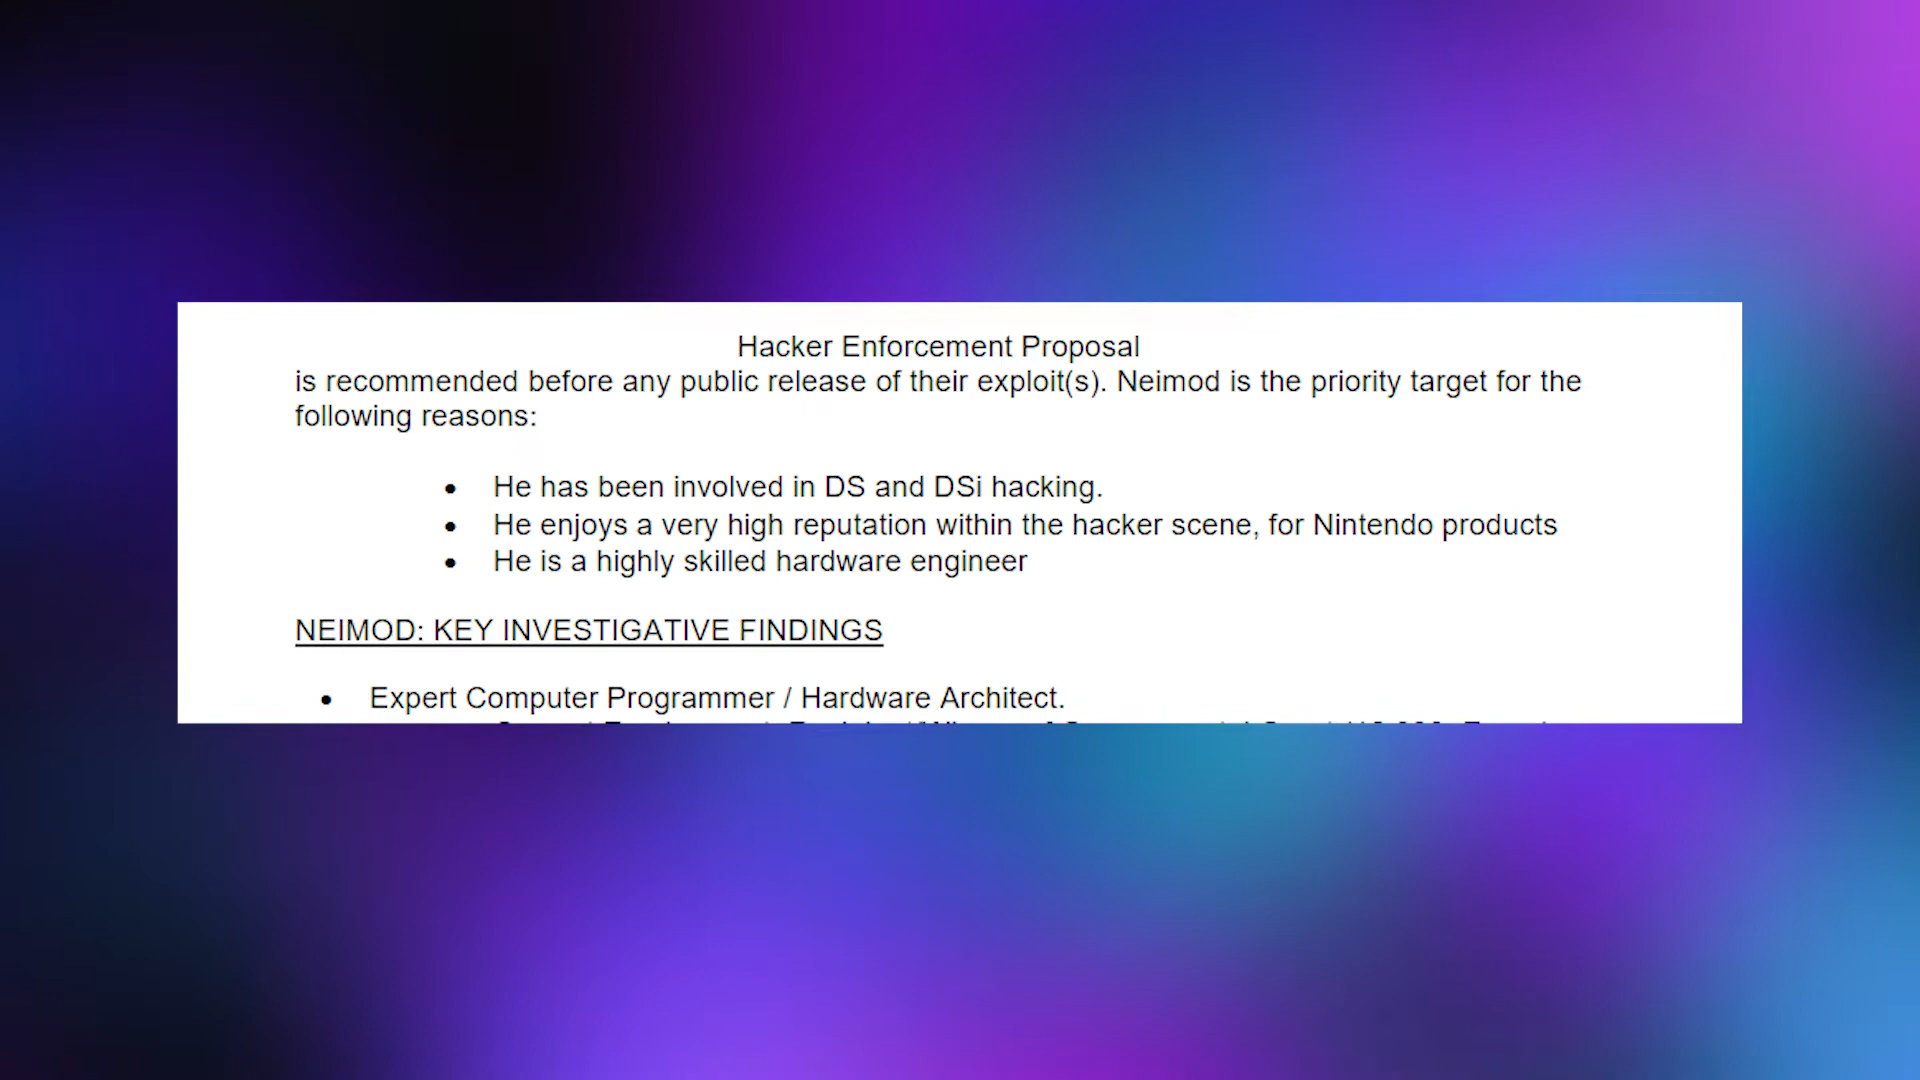 Hacker Enforcement Proposal
is recommended before any public release of their exploit(s). Neimod is the priority target for the
following reasons:
• He has been involved in DS and DSi hacking.
• He enjoys a very high reputation within the hacker scene, for Nintendo products
• He is a highly skilled hardware engineer
NEIMOD: KEY INVESTIGATIVE FINDINGS
• Expert Computer Programmer / Hardware Architect.